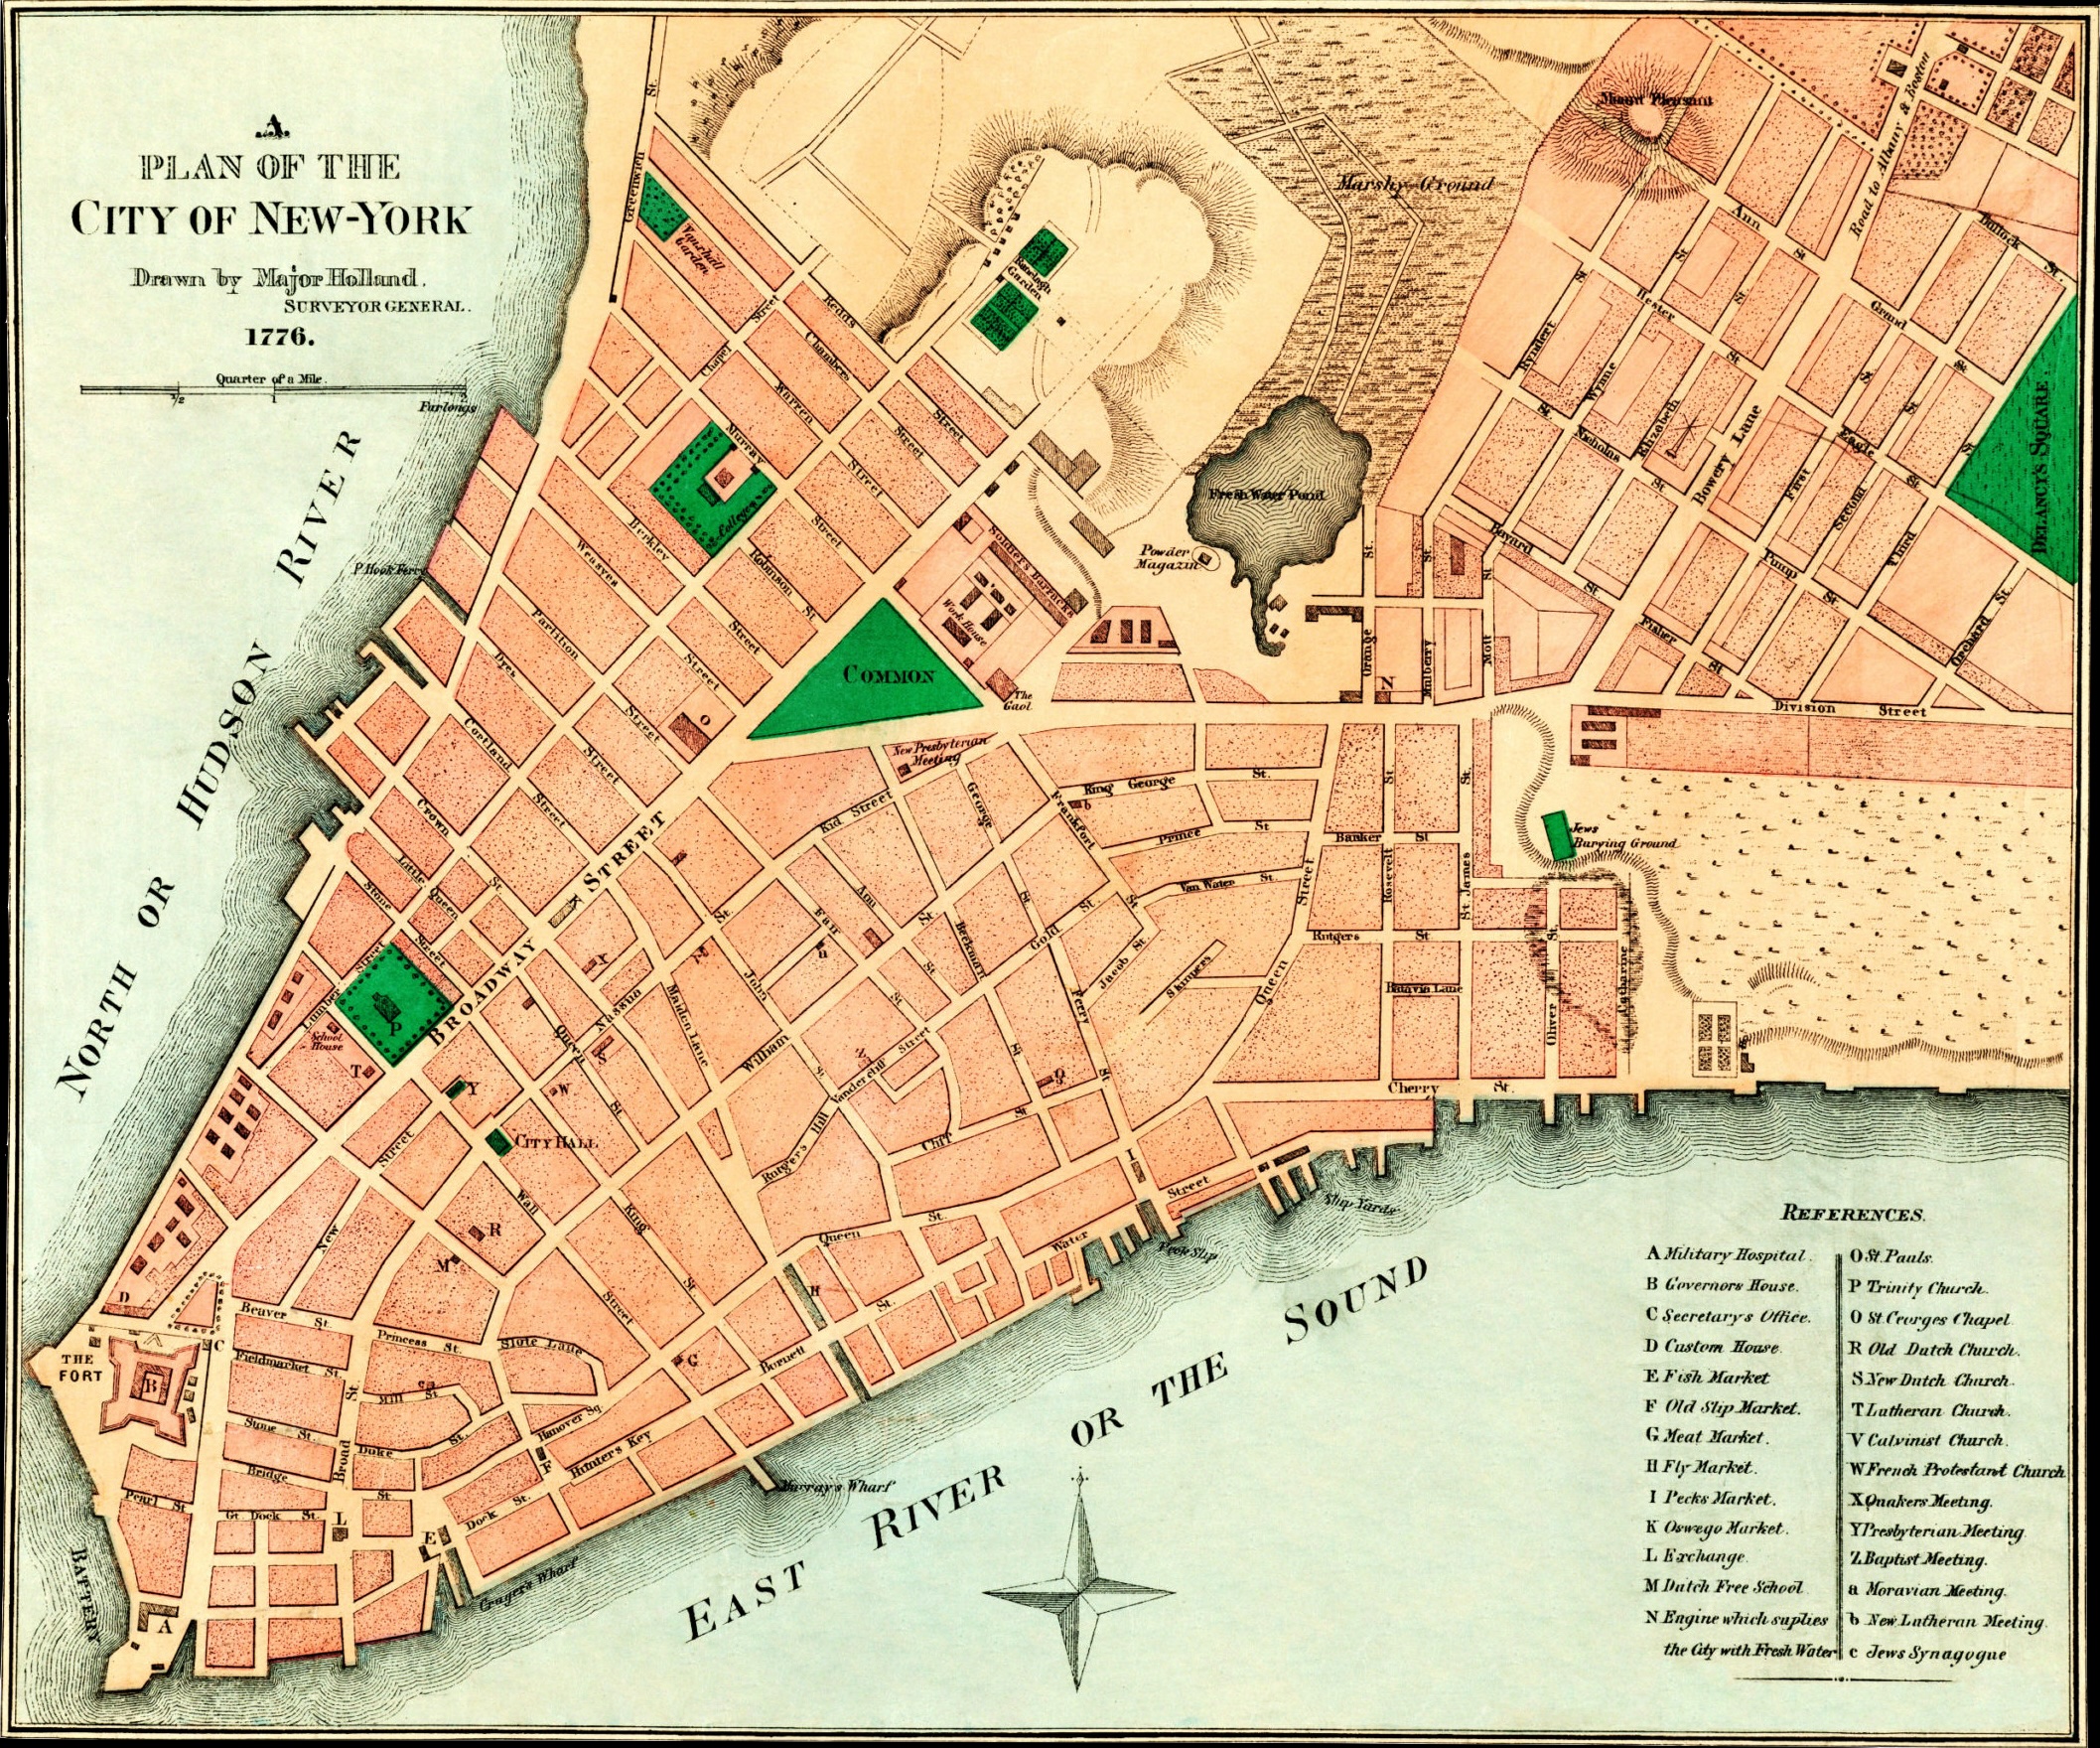 A
PLAN OF THE
CITY OF NEW-YORK
Drawn by Major Holland.
SURVEYOR GENERAL.
1776.
Quarter of a Mile.
1/2 1 2
Furlongs
NORTH OR HUDSON RIVER
P. Hook Ferry
Greenwich St.
Vauxhall Garden
Ranelagh Garden
Marshy Ground
Mount Pleasant
Road to Albany & Boston
Bullock St.
Ann St.
Grand St.
Hester St.
Ryndert St.
Wynne St.
Elizabeth St.
Nicholas St.
Bowery Lane
Eagle St.
First St.
Second St.
Third St.
DELANCY'S SQUARE
Bayard St.
Pump St.
Fisher St.
Orchard St.
Division Street
Reads Street
Chambers Street
Warren Street
Chapel Street
Murray Street
College
Robinson St.
Berkley Street
Weasys Street
Partition Street
Dyes Street
Cortland Street
Crown St.
Little Queen Street
Stone Street
Lumber
School House
Fresh Water Pond
Powder Magazin
Soldier's Barracks
Work House
The Gaol
COMMON
Orange St.
Mulberry St.
Mott St.
N
O
New Presbyterian Meeting
BROADWAY STREET
Kid Street
George St.
Frankfort St.
b
King George St.
Prince St.
Van Water St.
Banker St
Rosevelt St
St James St.
Rutgers St.
Batavia Lane
Oliver St.
Catharine
Jews Burying Ground
Ann St.
Fair St.
Beekman
Gold St.
Jacob St.
Skinners
Ferry St.
Queen Street
Cherry St.
John St.
Maiden Lane
Nassau
Queen St.
William
Vandercliff Street
Rutger's Hill
Cliff St
P
T
Y
W
S
Z
CITY HALL
Wall Street
New Street
King Street
R
M
D
I
H
G
Queen St.
Water Street
Peck Slip
Ship Yards
Beaver St.
Princess St.
Slote Lane
Fieldmarket St.
Mill St
Stone St.
Duke St.
Broad St.
Bridge St.
Pearl St
Gt Dock St.
Dock St.
Hanover Sq.
Hunters Key
Burnett St.
THE FORT
B
C
L
E
F
A
BATTERY
Murray's Wharf
Cruger's Wharf
EAST RIVER OR THE SOUND
REFERENCES.
A Military Hospital.
B Governors House.
C Secretary's Office.
D Custom House.
E Fish Market
F Old Slip Market.
G Meat Market.
H Fly Market.
I Pecks Market.
K Oswego Market.
L Exchange.
M Dutch Free School
N Engine which suplies
the City with Fresh Water
O St. Pauls.
P Trinity Church.
O St. Georges Chapel
R Old Dutch Church.
S New Dutch Church.
T Lutheran Church.
V Calvinist Church.
W French Protestant Church
X Quakers Meeting.
Y Presbyterian Meeting.
Z Baptist Meeting.
a Moravian Meeting.
b New Lutheran Meeting.
c Jews Synagogue